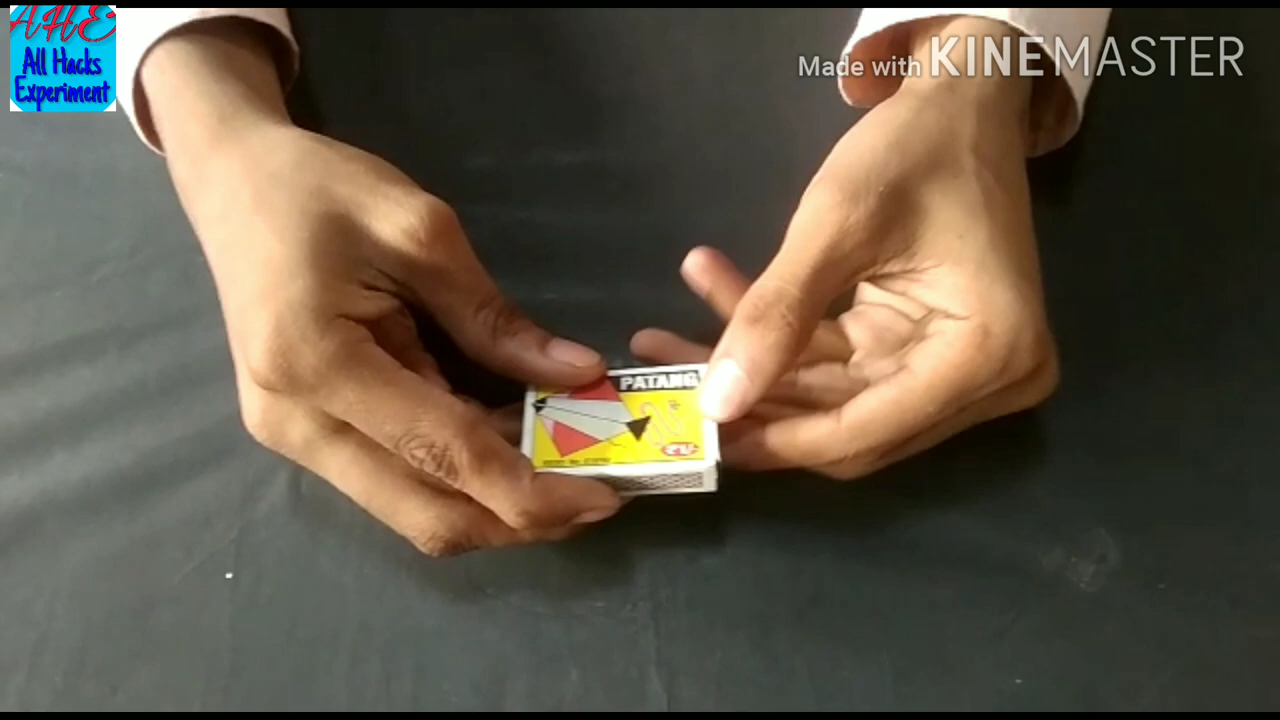 AHE
All Hacks
Experiment
Made with KINEMASTER
PATANG